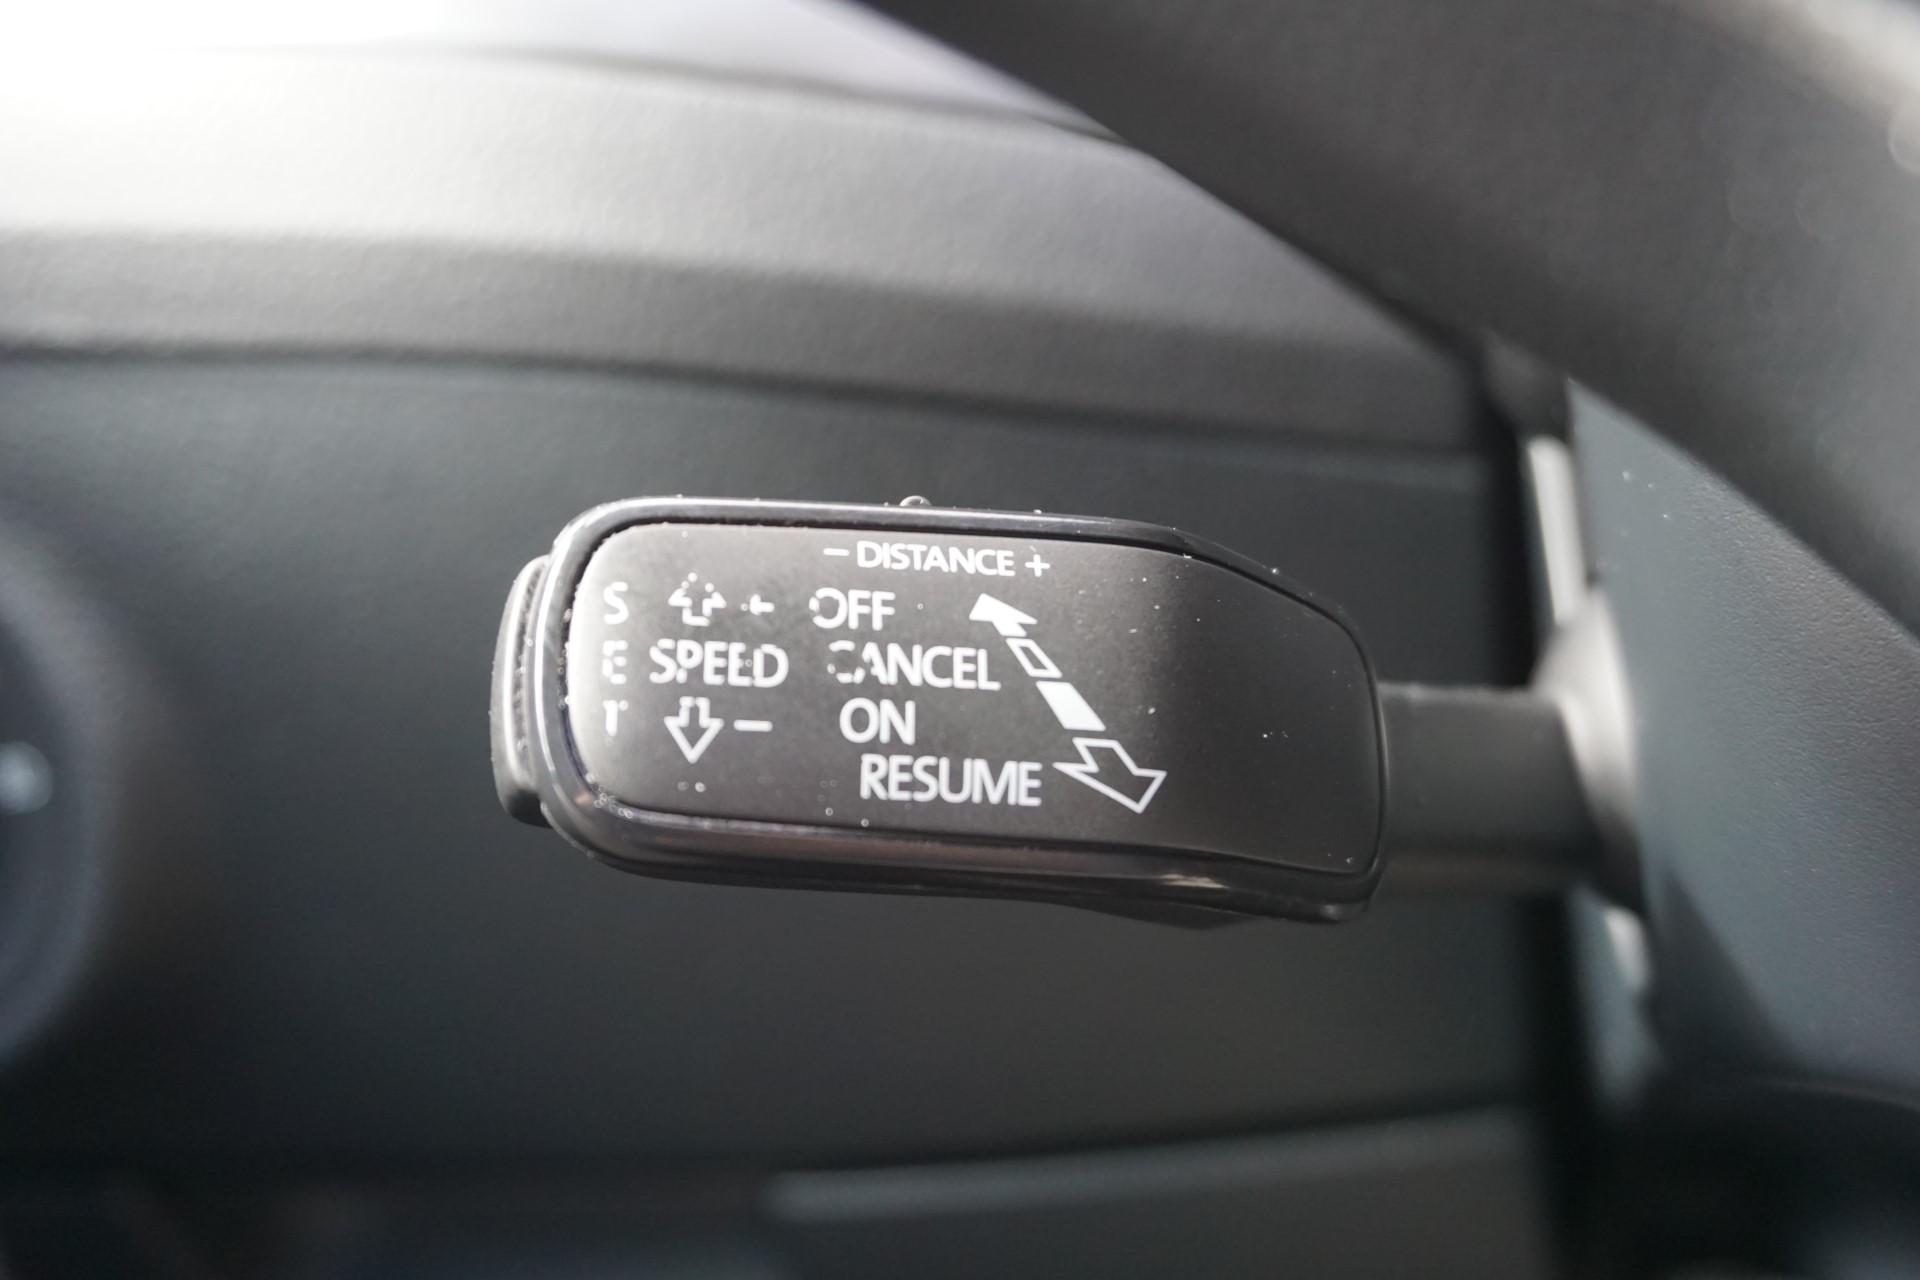 – DISTANCE +
S + OFF
E SPEED CANCEL
T – ON
RESUME